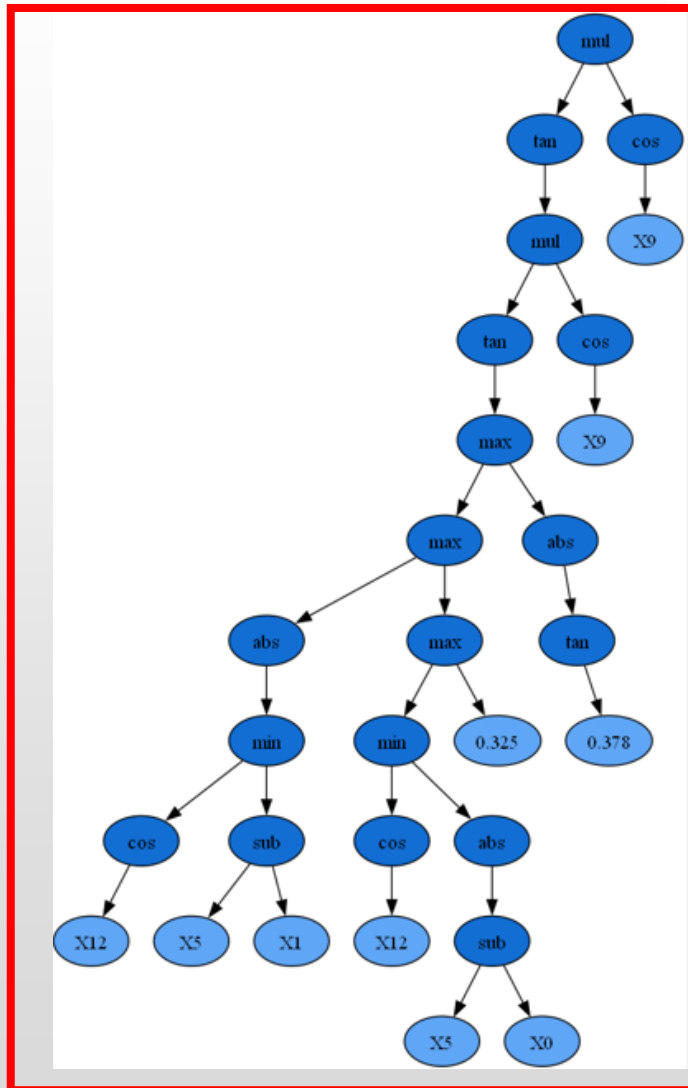 mul
tan cos
mul X9
tan cos
max X9
max abs
abs max tan
min min 0.325 0.378
cos sub cos abs
X12 X5 X1 X12 sub
X5 X0